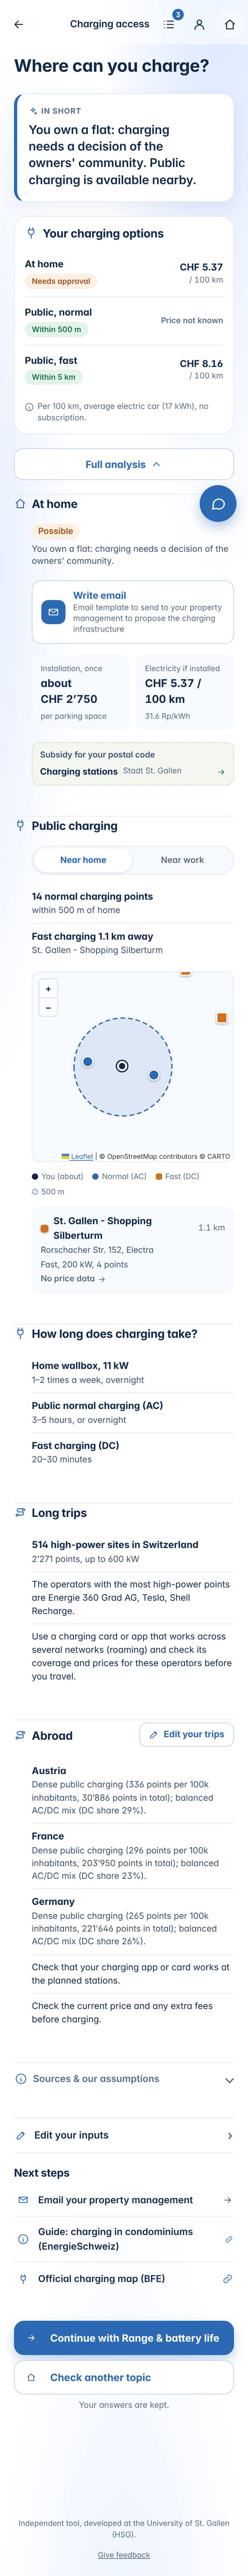 Charging access
3
Where can you charge?
IN SHORT
You own a flat: charging
needs a decision of the
owners' community. Public
charging is available nearby.
Your charging options
At home
CHF 5.37
Needs approval
/ 100 km
Public, normal
Price not known
Within 500 m
Public, fast
CHF 8.16
Within 5 km
/ 100 km
Per 100 km, average electric car (17 kWh), no
subscription.
Full analysis
At home
Possible
You own a flat: charging needs a decision of the
owners' community.
Write email
Email template to send to your property
management to propose the charging
infrastructure
Installation, once
about
CHF 2'750
per parking space
Electricity if installed
CHF 5.37 /
100 km
31.6 Rp/kWh
Subsidy for your postal code
Charging stations Stadt St. Gallen
Public charging
Near home
Near work
14 normal charging points
within 500 m of home
Fast charging 1.1 km away
St. Gallen - Shopping Silberturm
+
−
Leaflet | © OpenStreetMap contributors © CARTO
You (about) Normal (AC) Fast (DC)
500 m
St. Gallen - Shopping
Silberturm
1.1 km
Rorschacher Str. 152, Electra
Fast, 200 kW, 4 points
No price data
How long does charging take?
Home wallbox, 11 kW
1–2 times a week, overnight
Public normal charging (AC)
3–5 hours, or overnight
Fast charging (DC)
20–30 minutes
Long trips
514 high-power sites in Switzerland
2'271 points, up to 600 kW
The operators with the most high-power points
are Energie 360 Grad AG, Tesla, Shell
Recharge.
Use a charging card or app that works across
several networks (roaming) and check its
coverage and prices for these operators before
you travel.
Abroad
Edit your trips
Austria
Dense public charging (336 points per 100k
inhabitants, 30'886 points in total); balanced
AC/DC mix (DC share 29%).
France
Dense public charging (296 points per 100k
inhabitants, 203'950 points in total); balanced
AC/DC mix (DC share 23%).
Germany
Dense public charging (265 points per 100k
inhabitants, 221'646 points in total); balanced
AC/DC mix (DC share 26%).
Check that your charging app or card works at
the planned stations.
Check the current price and any extra fees
before charging.
Sources & our assumptions
Edit your inputs
Next steps
Email your property management
Guide: charging in condominiums
(EnergieSchweiz)
Official charging map (BFE)
Continue with Range & battery life
Check another topic
Your answers are kept.
Independent tool, developed at the University of St. Gallen
(HSG).
Give feedback